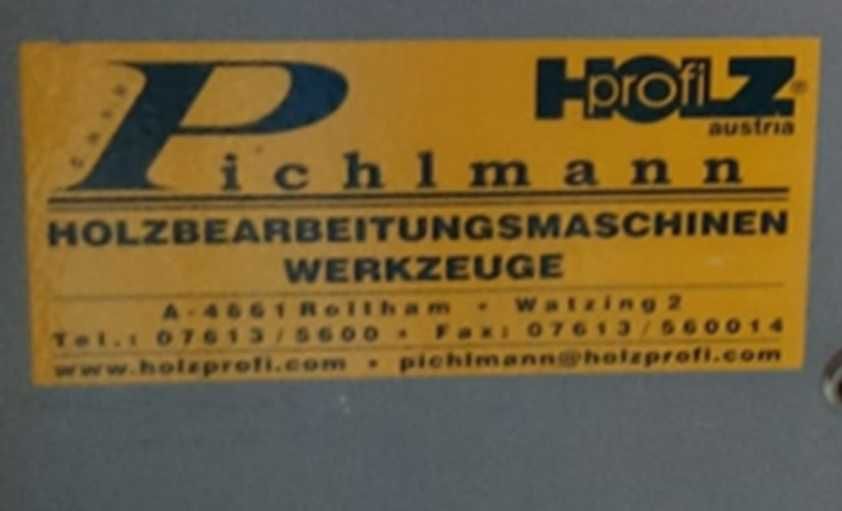 HOLZ profi
austria
Pichlmann
HOLZBEARBEITUNGSMASCHINEN
WERKZEUGE
A-4661 Roitham • Watzing 2
Tel.: 07613/5600 • Fax: 07613/560014
www.holzprofi.com • pichlmann@holzprofi.com